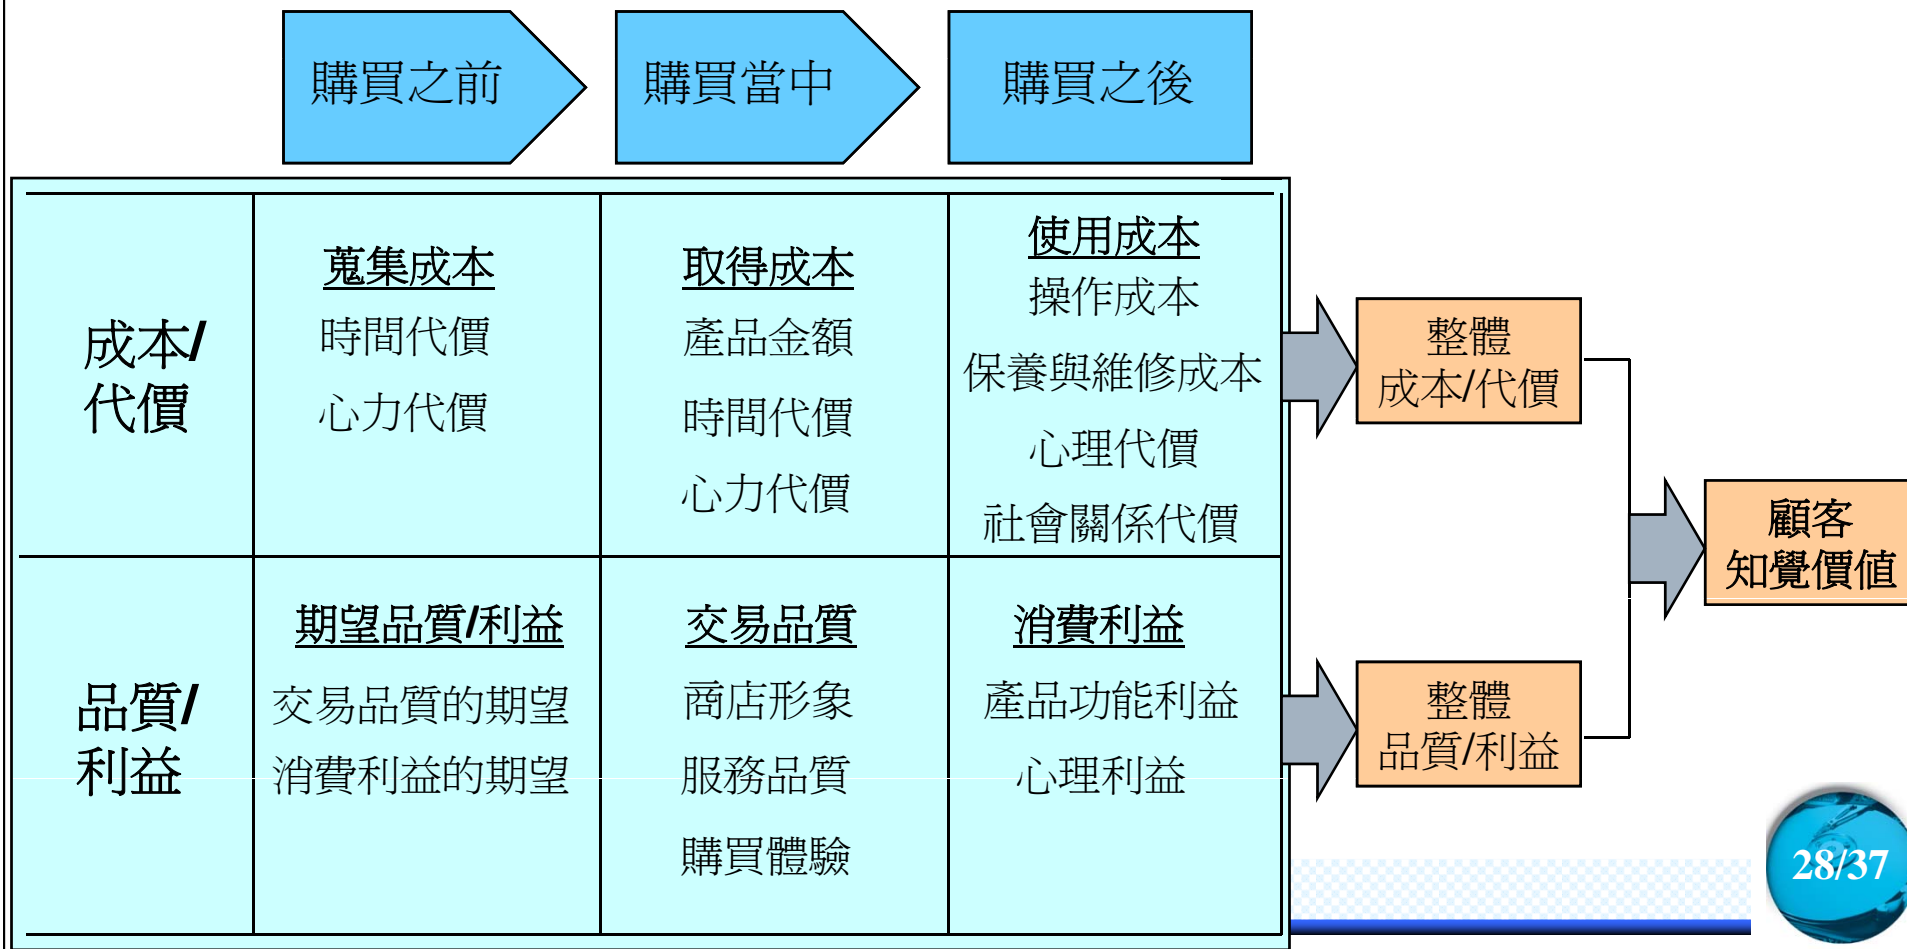 購買之前
購買當中
購買之後
成本/
代價
蒐集成本
時間代價
心力代價
取得成本
產品金額
時間代價
心力代價
使用成本
操作成本
保養與維修成本
心理代價
社會關係代價
品質/
利益
期望品質/利益
交易品質的期望
消費利益的期望
交易品質
商店形象
服務品質
購買體驗
消費利益
產品功能利益
心理利益
整體
成本/代價
整體
品質/利益
顧客
知覺價值
28/37